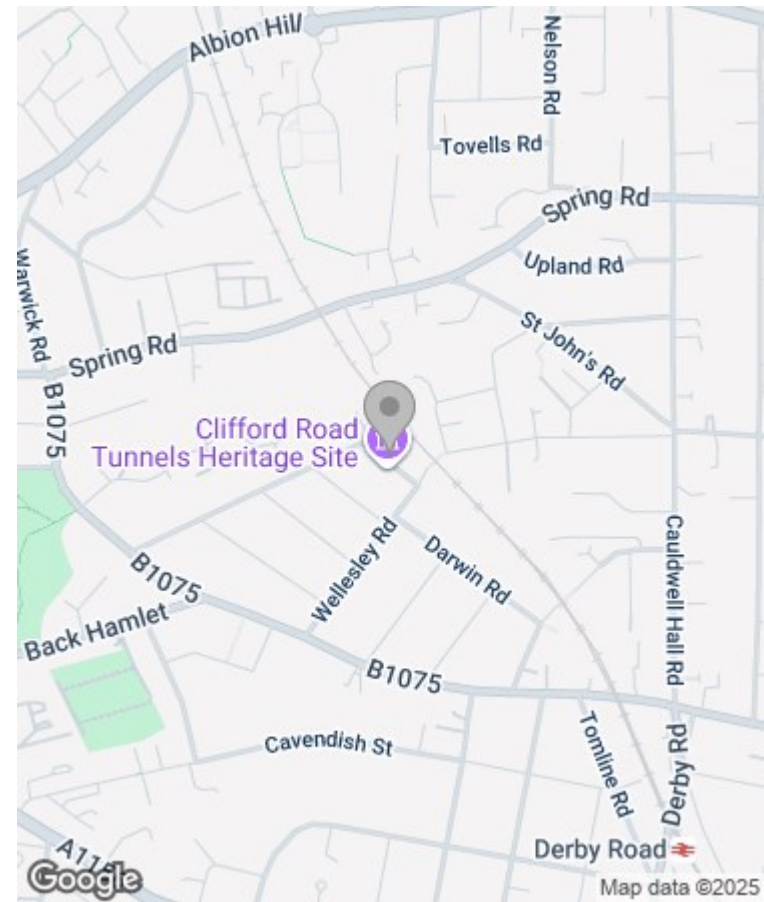 Albion Hill
Nelson Rd
Tovells Rd
Spring Rd
Upland Rd
Warwick Rd
St John's Rd
Spring Rd
B1075
Clifford Road
Tunnels Heritage Site
Cauldwell Hall Rd
Darwin Rd
Wellesley Rd
B1075
Back Hamlet
B1075
Cavendish St
Tomline Rd
Derby Rd
Derby Road
Google
Map data ©2025